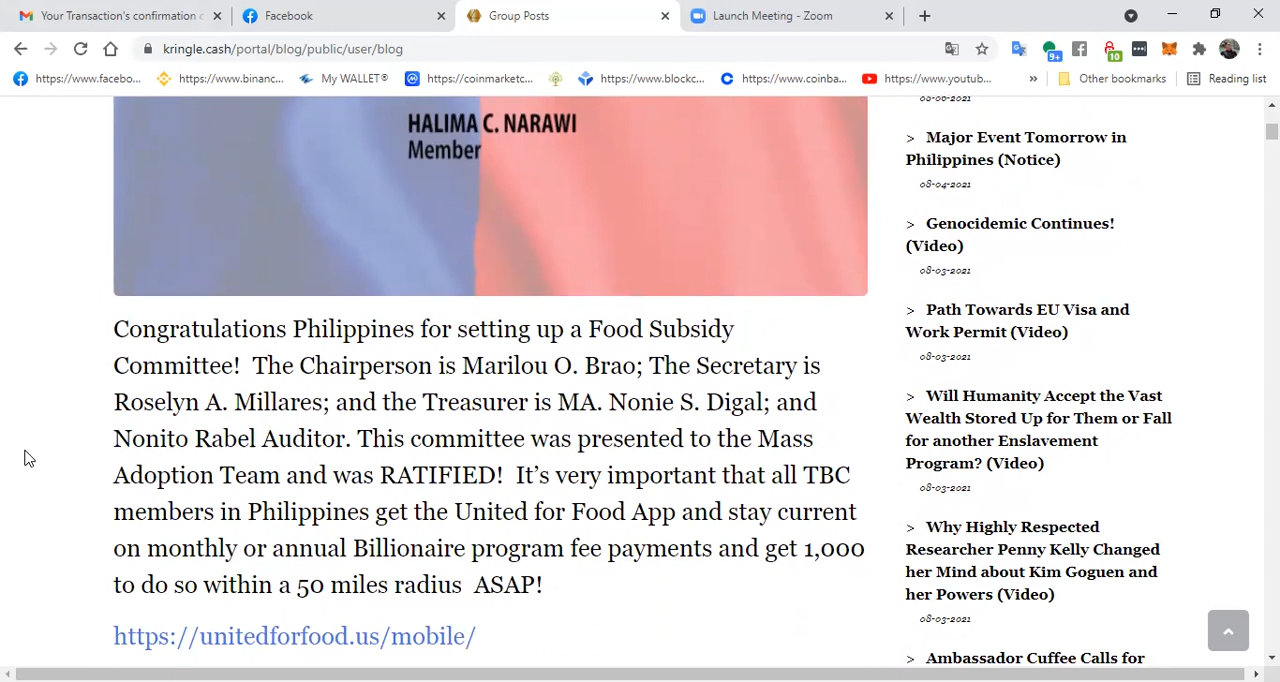 Your Transaction's confirmation c
Facebook
Group Posts
Launch Meeting - Zoom
kringle.cash/portal/blog/public/user/blog
9+
10
https://www.facebo...
https://www.binanc...
My WALLET®
https://coinmarketc...
https://www.blockc...
https://www.coinba...
https://www.youtub...
»
Other bookmarks
Reading list
HALIMA C. NARAWI
Member
Congratulations Philippines for setting up a Food Subsidy
Committee!  The Chairperson is Marilou O. Brao; The Secretary is
Roselyn A. Millares; and the Treasurer is MA. Nonie S. Digal; and
Nonito Rabel Auditor. This committee was presented to the Mass
Adoption Team and was RATIFIED!  It's very important that all TBC
members in Philippines get the United for Food App and stay current
on monthly or annual Billionaire program fee payments and get 1,000
to do so within a 50 miles radius  ASAP!
https://unitedforfood.us/mobile/
08-06-2021
> Major Event Tomorrow in
Philippines (Notice)
08-04-2021
> Genocidemic Continues!
(Video)
08-03-2021
> Path Towards EU Visa and
Work Permit (Video)
08-03-2021
> Will Humanity Accept the Vast
Wealth Stored Up for Them or Fall
for another Enslavement
Program? (Video)
08-03-2021
> Why Highly Respected
Researcher Penny Kelly Changed
her Mind about Kim Goguen and
her Powers (Video)
08-03-2021
> Ambassador Cuffee Calls for